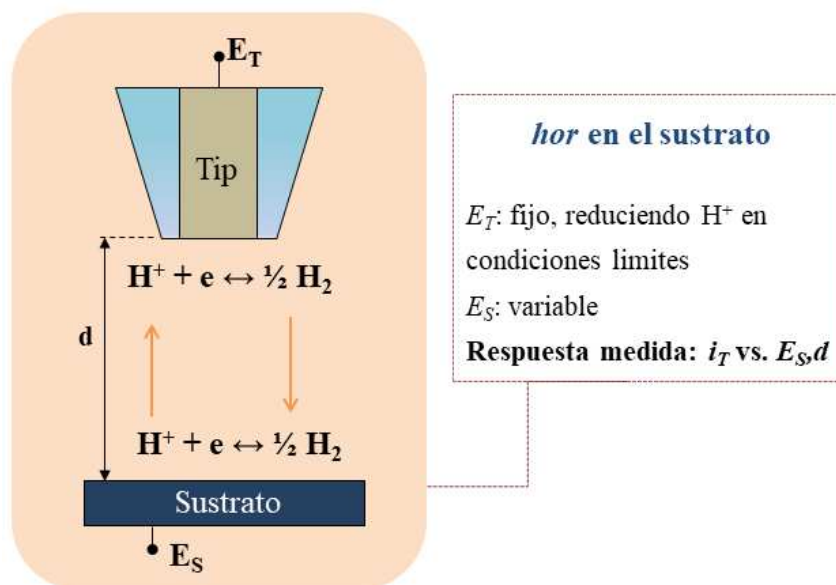 E_T
Tip
H⁺ + e ↔ ½ H₂
d
H⁺ + e ↔ ½ H₂
Sustrato
E_S
hor en el sustrato
E_T: fijo, reduciendo H⁺ en
condiciones limites
E_S: variable
Respuesta medida: i_T vs. E_S,d